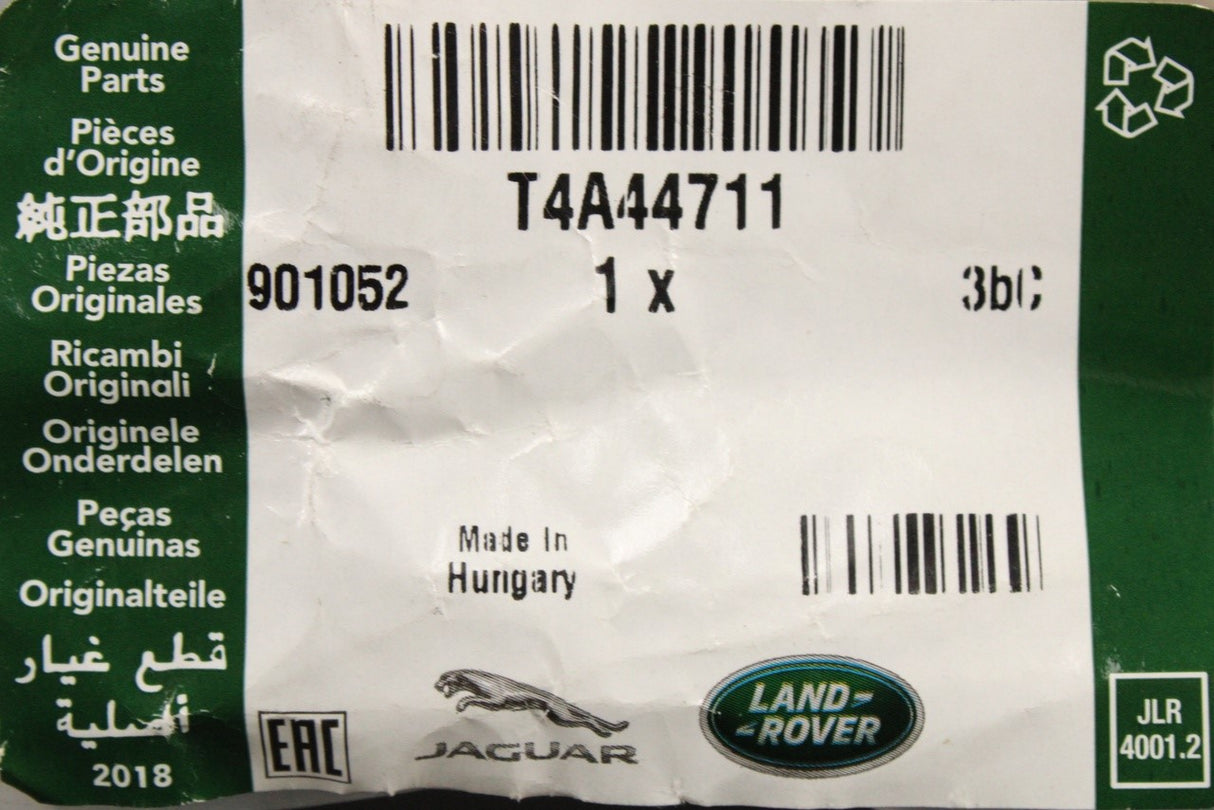 Genuine
Parts
Pièces
d'Origine
純正部品
Piezas
Originales
Ricambi
Originali
Originele
Onderdelen
Peças
Genuinas
Originalteile
قطع غيار
أصلية
2018
T4A44711
901052 1 x 3bC
Made In
Hungary
EAC
JAGUAR
LAND-
-ROVER
JLR
4001.2